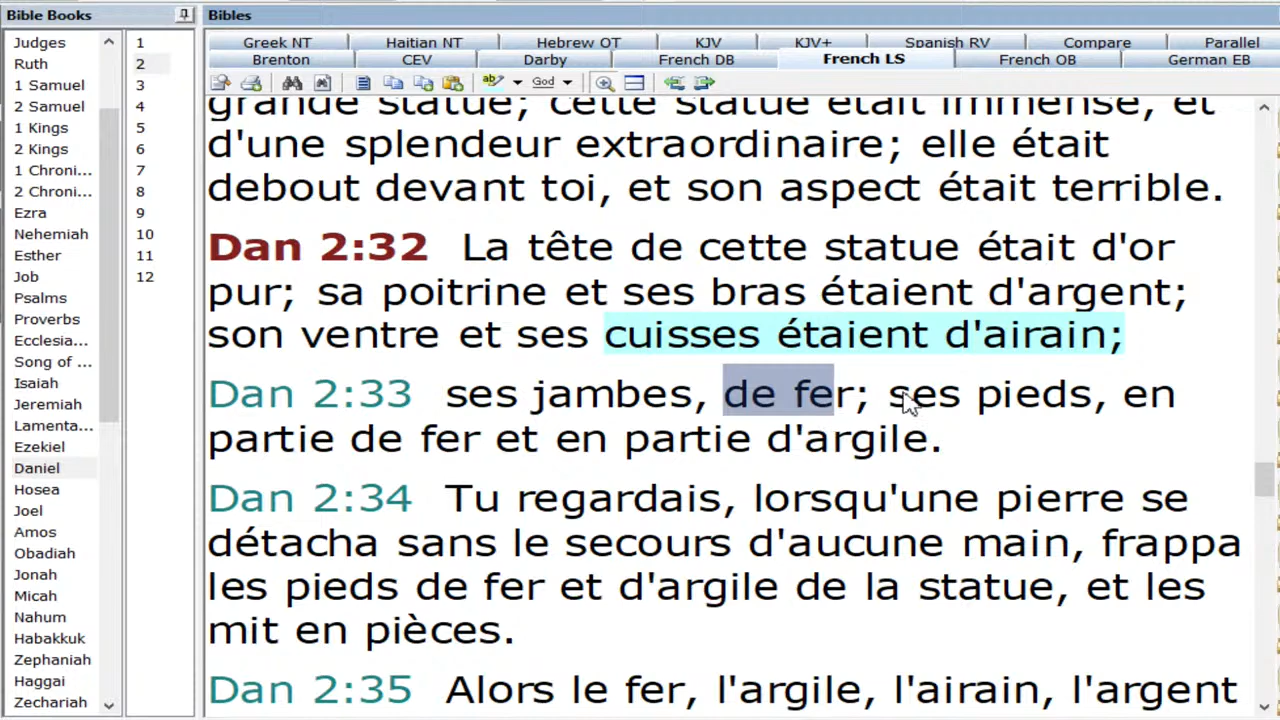 Bible Books
Judges
Ruth
1 Samuel
2 Samuel
1 Kings
2 Kings
1 Chroni...
2 Chroni...
Ezra
Nehemiah
Esther
Job
Psalms
Proverbs
Ecclesia...
Song of ...
Isaiah
Jeremiah
Lamenta...
Ezekiel
Daniel
Hosea
Joel
Amos
Obadiah
Jonah
Micah
Nahum
Habakkuk
Zephaniah
Haggai
Zechariah
1
2
3
4
5
6
7
8
9
10
11
12
Bibles
Greek NT Haitian NT Hebrew OT KJV KJV+ Spanish RV Compare Parallel
Brenton CEV Darby French DB French LS French OB German EB
God
grande statue; cette statue était immense, et
d'une splendeur extraordinaire; elle était
debout devant toi, et son aspect était terrible.
Dan 2:32 La tête de cette statue était d'or
pur; sa poitrine et ses bras étaient d'argent;
son ventre et ses cuisses étaient d'airain;
Dan 2:33 ses jambes, de fer; ses pieds, en
partie de fer et en partie d'argile.
Dan 2:34 Tu regardais, lorsqu'une pierre se
détacha sans le secours d'aucune main, frappa
les pieds de fer et d'argile de la statue, et les
mit en pièces.
Dan 2:35 Alors le fer, l'argile, l'airain, l'argent